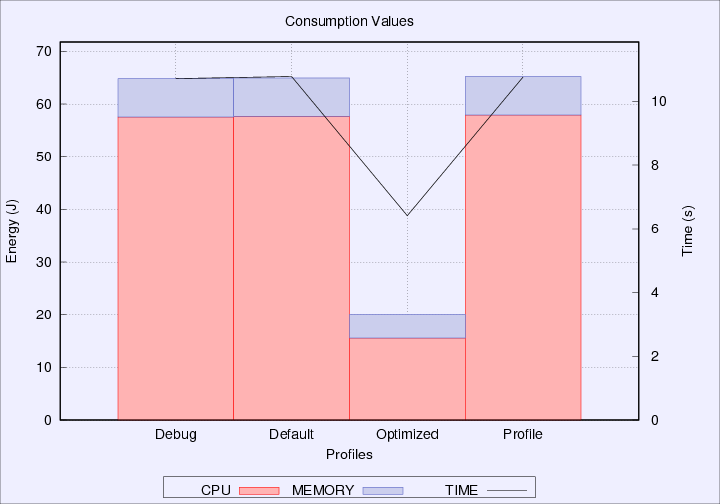 Consumption Values
70
60
50
40
30
20
10
0
Energy (J)
10
8
6
4
2
0
Time (s)
Debug Default Optimized Profile
Profiles
CPU MEMORY TIME